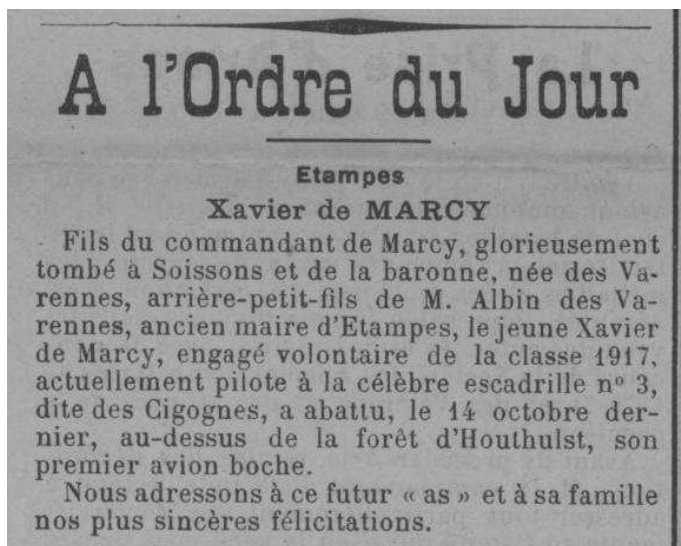 A l'Ordre du Jour
Etampes
Xavier de MARCY
Fils du commandant de Marcy, glorieusement
tombé à Soissons et de la baronne, née des Va-
rennes, arrière-petit-fils de M. Albin des Va-
rennes, ancien maire d'Etampes, le jeune Xavier
de Marcy, engagé volontaire de la classe 1917,
actuellement pilote à la célèbre escadrille nº 3,
dite des Cigognes, a abattu, le 14 octobre der-
nier, au-dessus de la forêt d'Houthulst, son
premier avion boche.
Nous adressons à ce futur « as » et à sa famille
nos plus sincères félicitations.